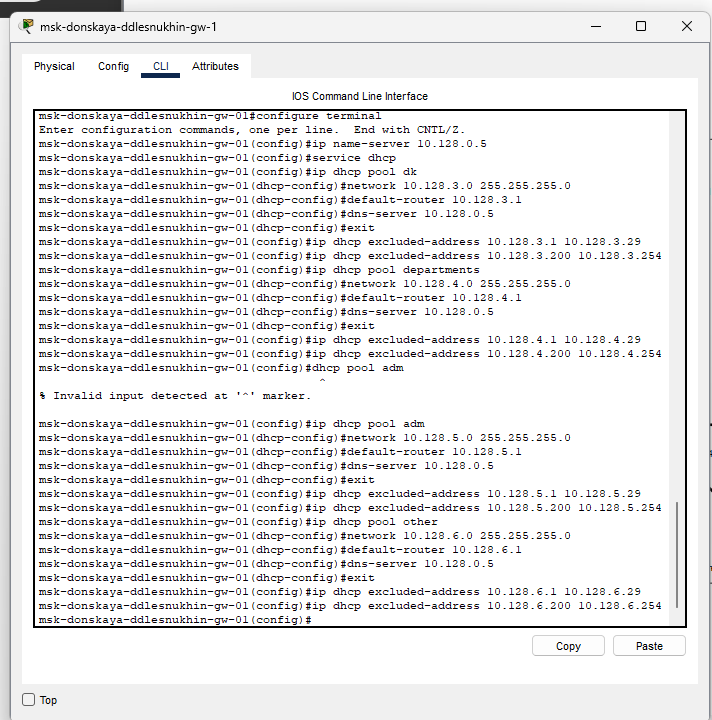 msk-donskaya-ddlesnukhin-gw-1
Physical Config CLI Attributes
IOS Command Line Interface
msk-donskaya-ddlesnukhin-gw-01#configure terminal
Enter configuration commands, one per line.  End with CNTL/Z.
msk-donskaya-ddlesnukhin-gw-01(config)#ip name-server 10.128.0.5
msk-donskaya-ddlesnukhin-gw-01(config)#service dhcp
msk-donskaya-ddlesnukhin-gw-01(config)#ip dhcp pool dk
msk-donskaya-ddlesnukhin-gw-01(dhcp-config)#network 10.128.3.0 255.255.255.0
msk-donskaya-ddlesnukhin-gw-01(dhcp-config)#default-router 10.128.3.1
msk-donskaya-ddlesnukhin-gw-01(dhcp-config)#dns-server 10.128.0.5
msk-donskaya-ddlesnukhin-gw-01(dhcp-config)#exit
msk-donskaya-ddlesnukhin-gw-01(config)#ip dhcp excluded-address 10.128.3.1 10.128.3.29
msk-donskaya-ddlesnukhin-gw-01(config)#ip dhcp excluded-address 10.128.3.200 10.128.3.254
msk-donskaya-ddlesnukhin-gw-01(config)#ip dhcp pool departments
msk-donskaya-ddlesnukhin-gw-01(dhcp-config)#network 10.128.4.0 255.255.255.0
msk-donskaya-ddlesnukhin-gw-01(dhcp-config)#default-router 10.128.4.1
msk-donskaya-ddlesnukhin-gw-01(dhcp-config)#dns-server 10.128.0.5
msk-donskaya-ddlesnukhin-gw-01(dhcp-config)#exit
msk-donskaya-ddlesnukhin-gw-01(config)#ip dhcp excluded-address 10.128.4.1 10.128.4.29
msk-donskaya-ddlesnukhin-gw-01(config)#ip dhcp excluded-address 10.128.4.200 10.128.4.254
msk-donskaya-ddlesnukhin-gw-01(config)#dhcp pool adm
^
% Invalid input detected at '^' marker.
msk-donskaya-ddlesnukhin-gw-01(config)#ip dhcp pool adm
msk-donskaya-ddlesnukhin-gw-01(dhcp-config)#network 10.128.5.0 255.255.255.0
msk-donskaya-ddlesnukhin-gw-01(dhcp-config)#default-router 10.128.5.1
msk-donskaya-ddlesnukhin-gw-01(dhcp-config)#dns-server 10.128.0.5
msk-donskaya-ddlesnukhin-gw-01(dhcp-config)#exit
msk-donskaya-ddlesnukhin-gw-01(config)#ip dhcp excluded-address 10.128.5.1 10.128.5.29
msk-donskaya-ddlesnukhin-gw-01(config)#ip dhcp excluded-address 10.128.5.200 10.128.5.254
msk-donskaya-ddlesnukhin-gw-01(config)#ip dhcp pool other
msk-donskaya-ddlesnukhin-gw-01(dhcp-config)#network 10.128.6.0 255.255.255.0
msk-donskaya-ddlesnukhin-gw-01(dhcp-config)#default-router 10.128.6.1
msk-donskaya-ddlesnukhin-gw-01(dhcp-config)#dns-server 10.128.0.5
msk-donskaya-ddlesnukhin-gw-01(dhcp-config)#exit
msk-donskaya-ddlesnukhin-gw-01(config)#ip dhcp excluded-address 10.128.6.1 10.128.6.29
msk-donskaya-ddlesnukhin-gw-01(config)#ip dhcp excluded-address 10.128.6.200 10.128.6.254
msk-donskaya-ddlesnukhin-gw-01(config)#
Copy Paste
Top